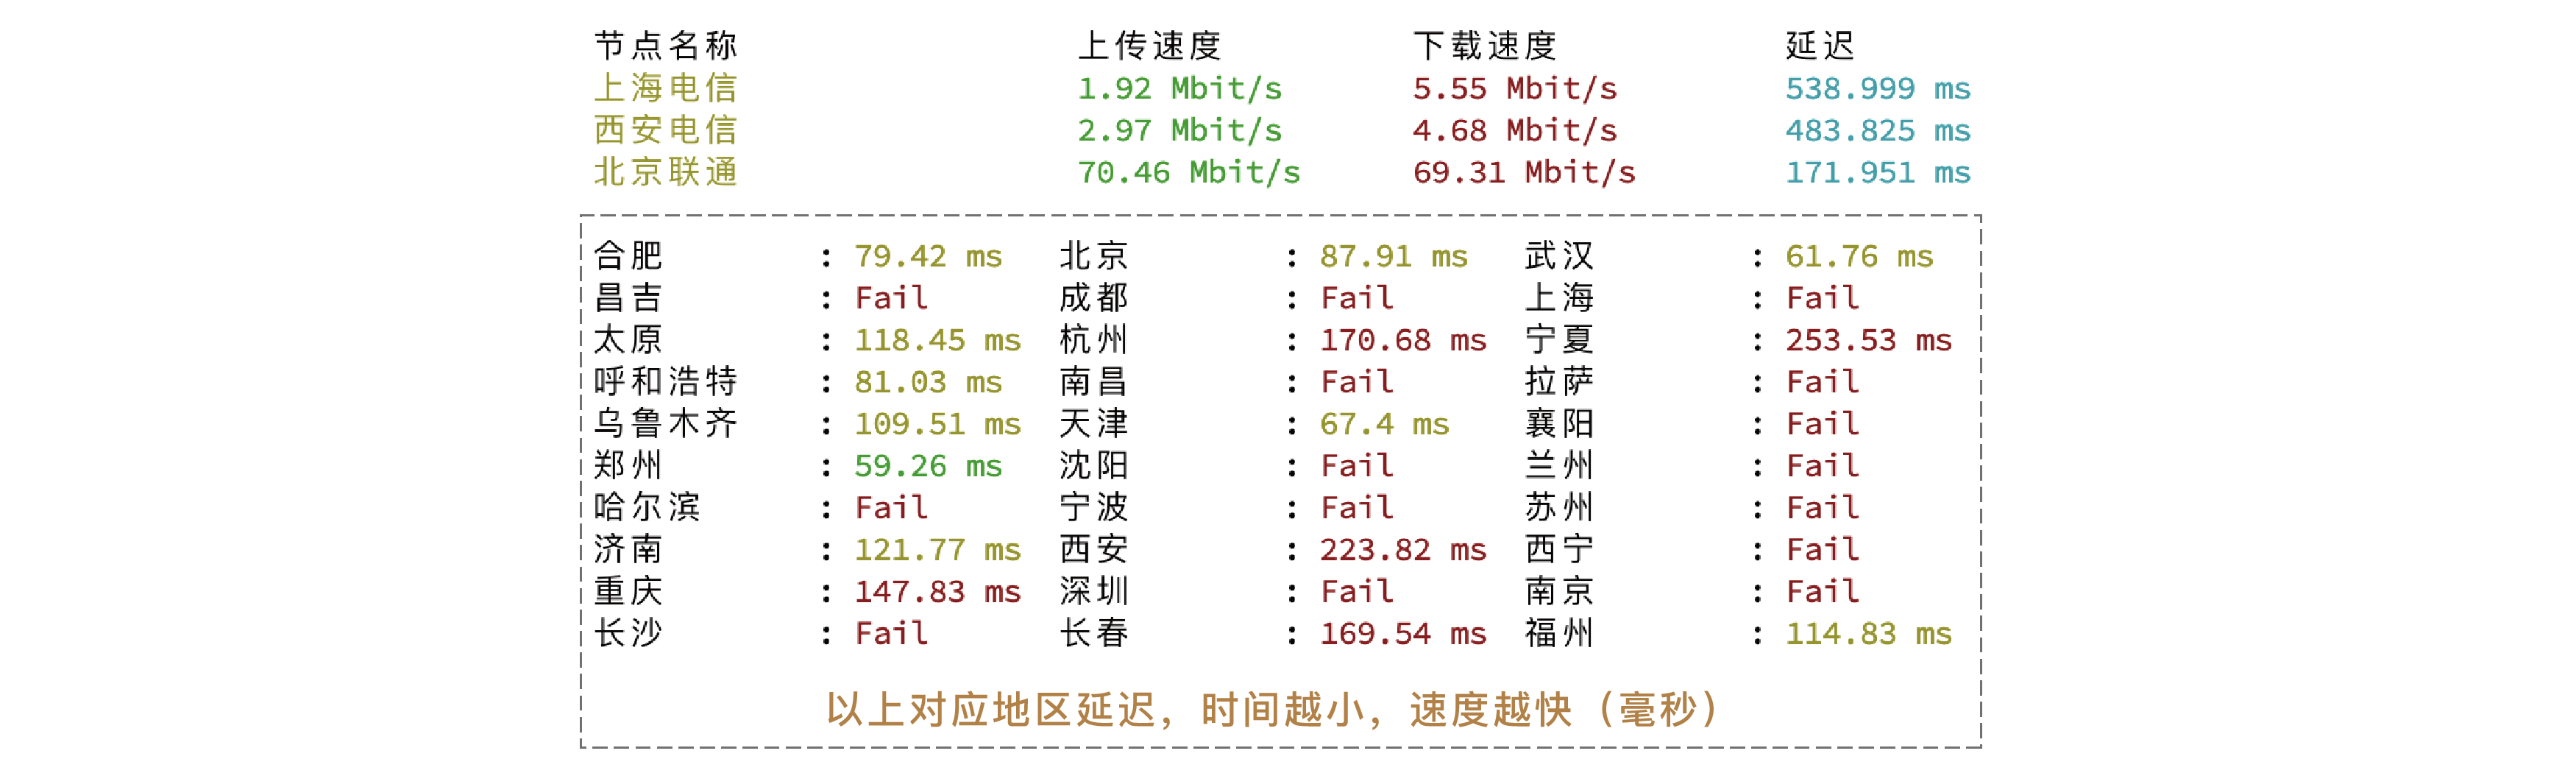 节点名称 上传速度 下载速度 延迟
上海电信 1.92 Mbit/s 5.55 Mbit/s 538.999 ms
西安电信 2.97 Mbit/s 4.68 Mbit/s 483.825 ms
北京联通 70.46 Mbit/s 69.31 Mbit/s 171.951 ms
合肥 : 79.42 ms 北京 : 87.91 ms 武汉 : 61.76 ms
昌吉 : Fail 成都 : Fail 上海 : Fail
太原 : 118.45 ms 杭州 : 170.68 ms 宁夏 : 253.53 ms
呼和浩特 : 81.03 ms 南昌 : Fail 拉萨 : Fail
乌鲁木齐 : 109.51 ms 天津 : 67.4 ms 襄阳 : Fail
郑州 : 59.26 ms 沈阳 : Fail 兰州 : Fail
哈尔滨 : Fail 宁波 : Fail 苏州 : Fail
济南 : 121.77 ms 西安 : 223.82 ms 西宁 : Fail
重庆 : 147.83 ms 深圳 : Fail 南京 : Fail
长沙 : Fail 长春 : 169.54 ms 福州 : 114.83 ms
以上对应地区延迟，时间越小，速度越快（毫秒）